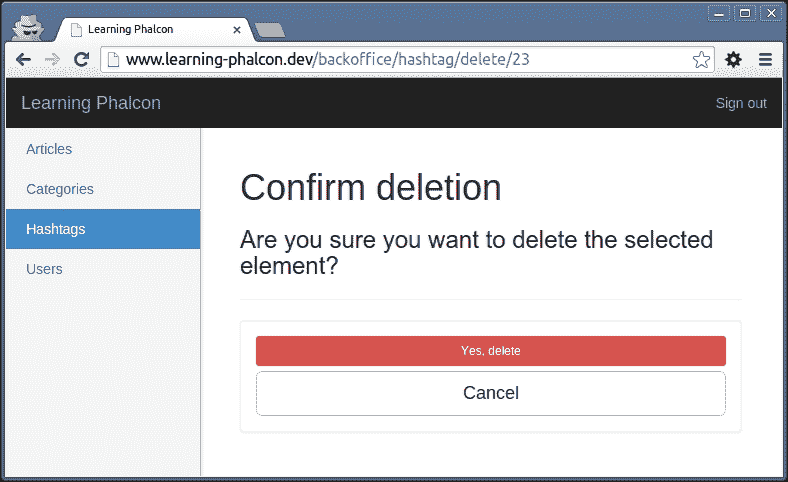 Learning Phalcon
www.learning-phalcon.dev/backoffice/hashtag/delete/23
Learning Phalcon
Sign out
Articles
Categories
Hashtags
Users
Confirm deletion
Are you sure you want to delete the selected
element?
Yes, delete
Cancel